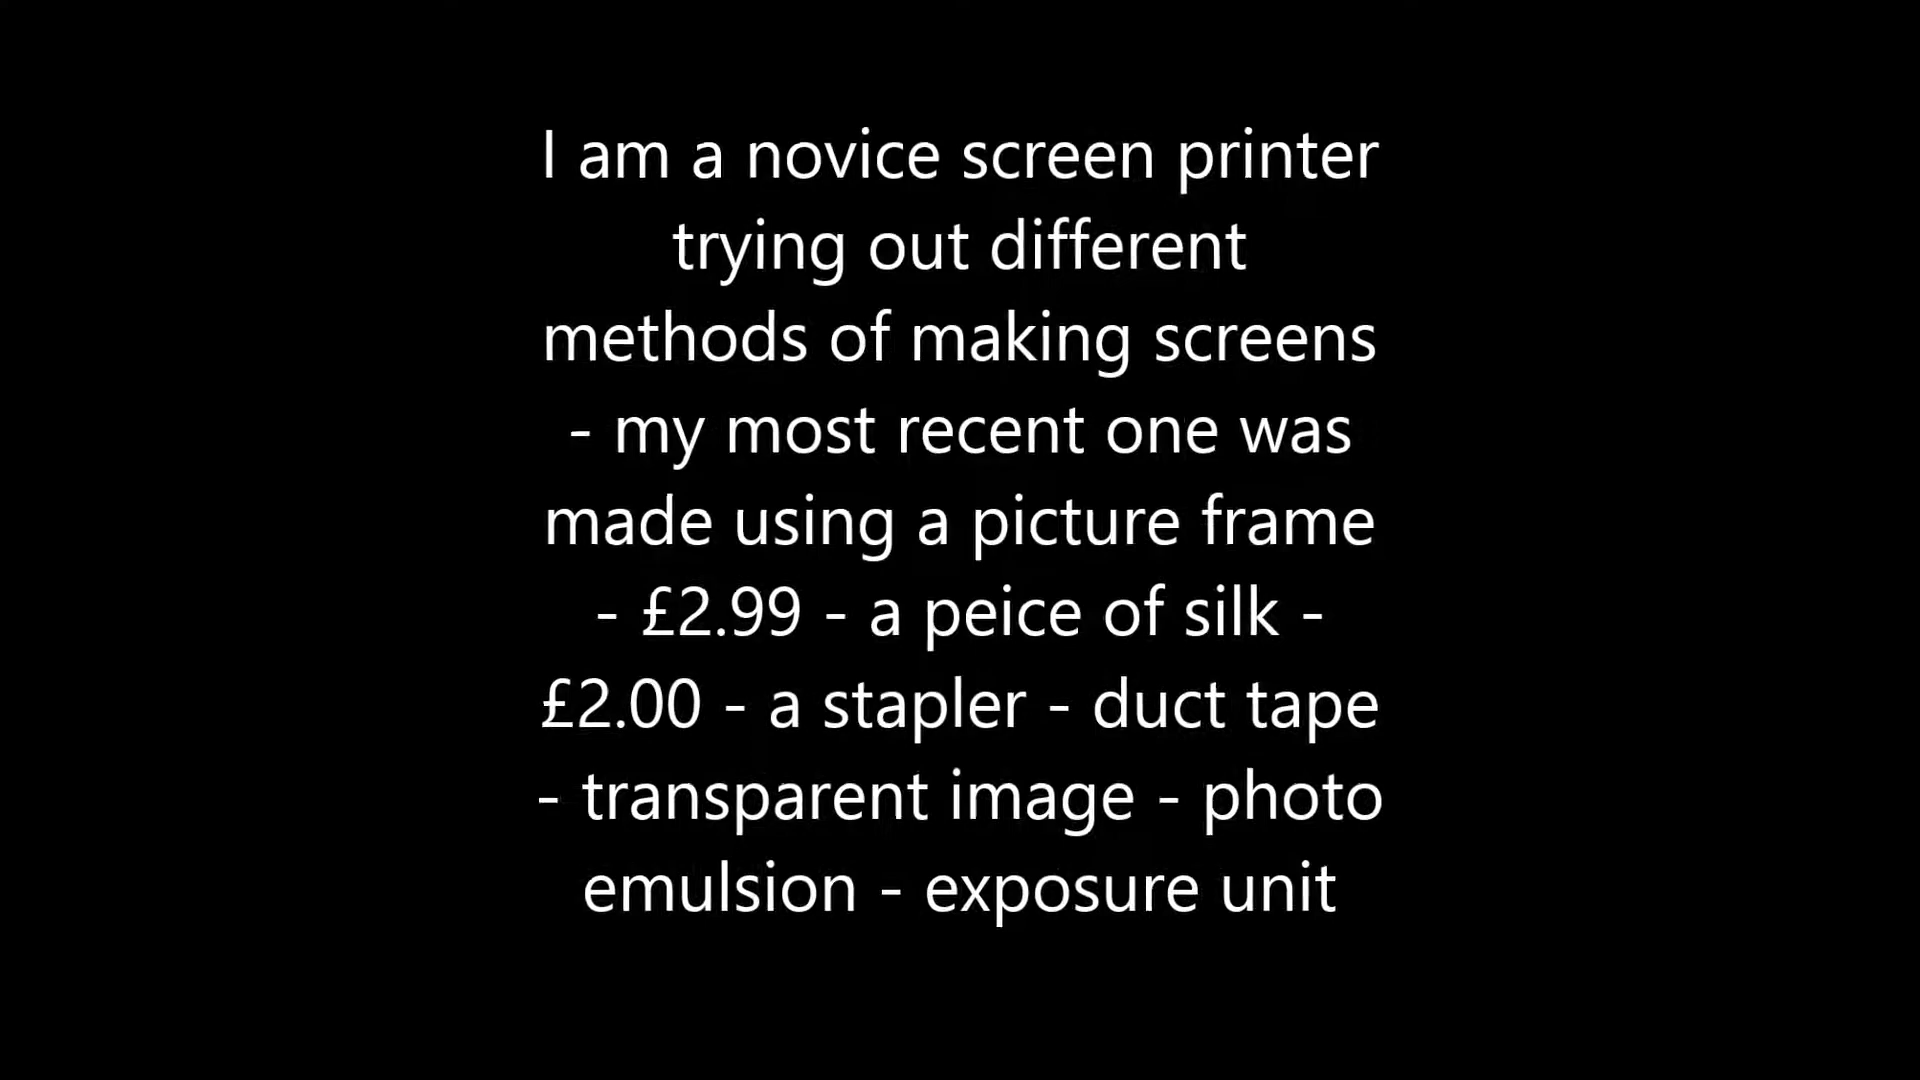 I am a novice screen printer
trying out different
methods of making screens
- my most recent one was
made using a picture frame
- £2.99 - a peice of silk -
£2.00 - a stapler - duct tape
- transparent image - photo
emulsion - exposure unit